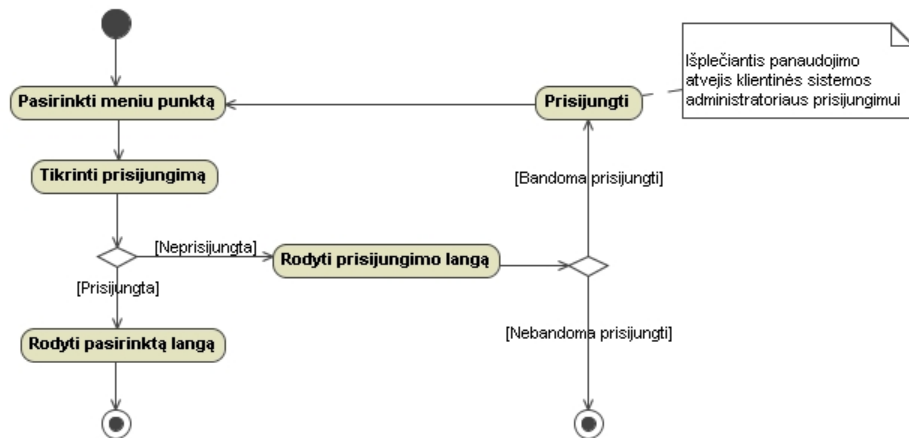 Pasirinkti meniu punktą
Prisijungti
Išplečiantis panaudojimo
atvejis klientinės sistemos
administratoriaus prisijungimui
Tikrinti prisijungimą
[Bandoma prisijungti]
[Neprisijungta]
Rodyti prisijungimo langą
[Prisijungta]
[Nebandoma prisijungti]
Rodyti pasirinktą langą